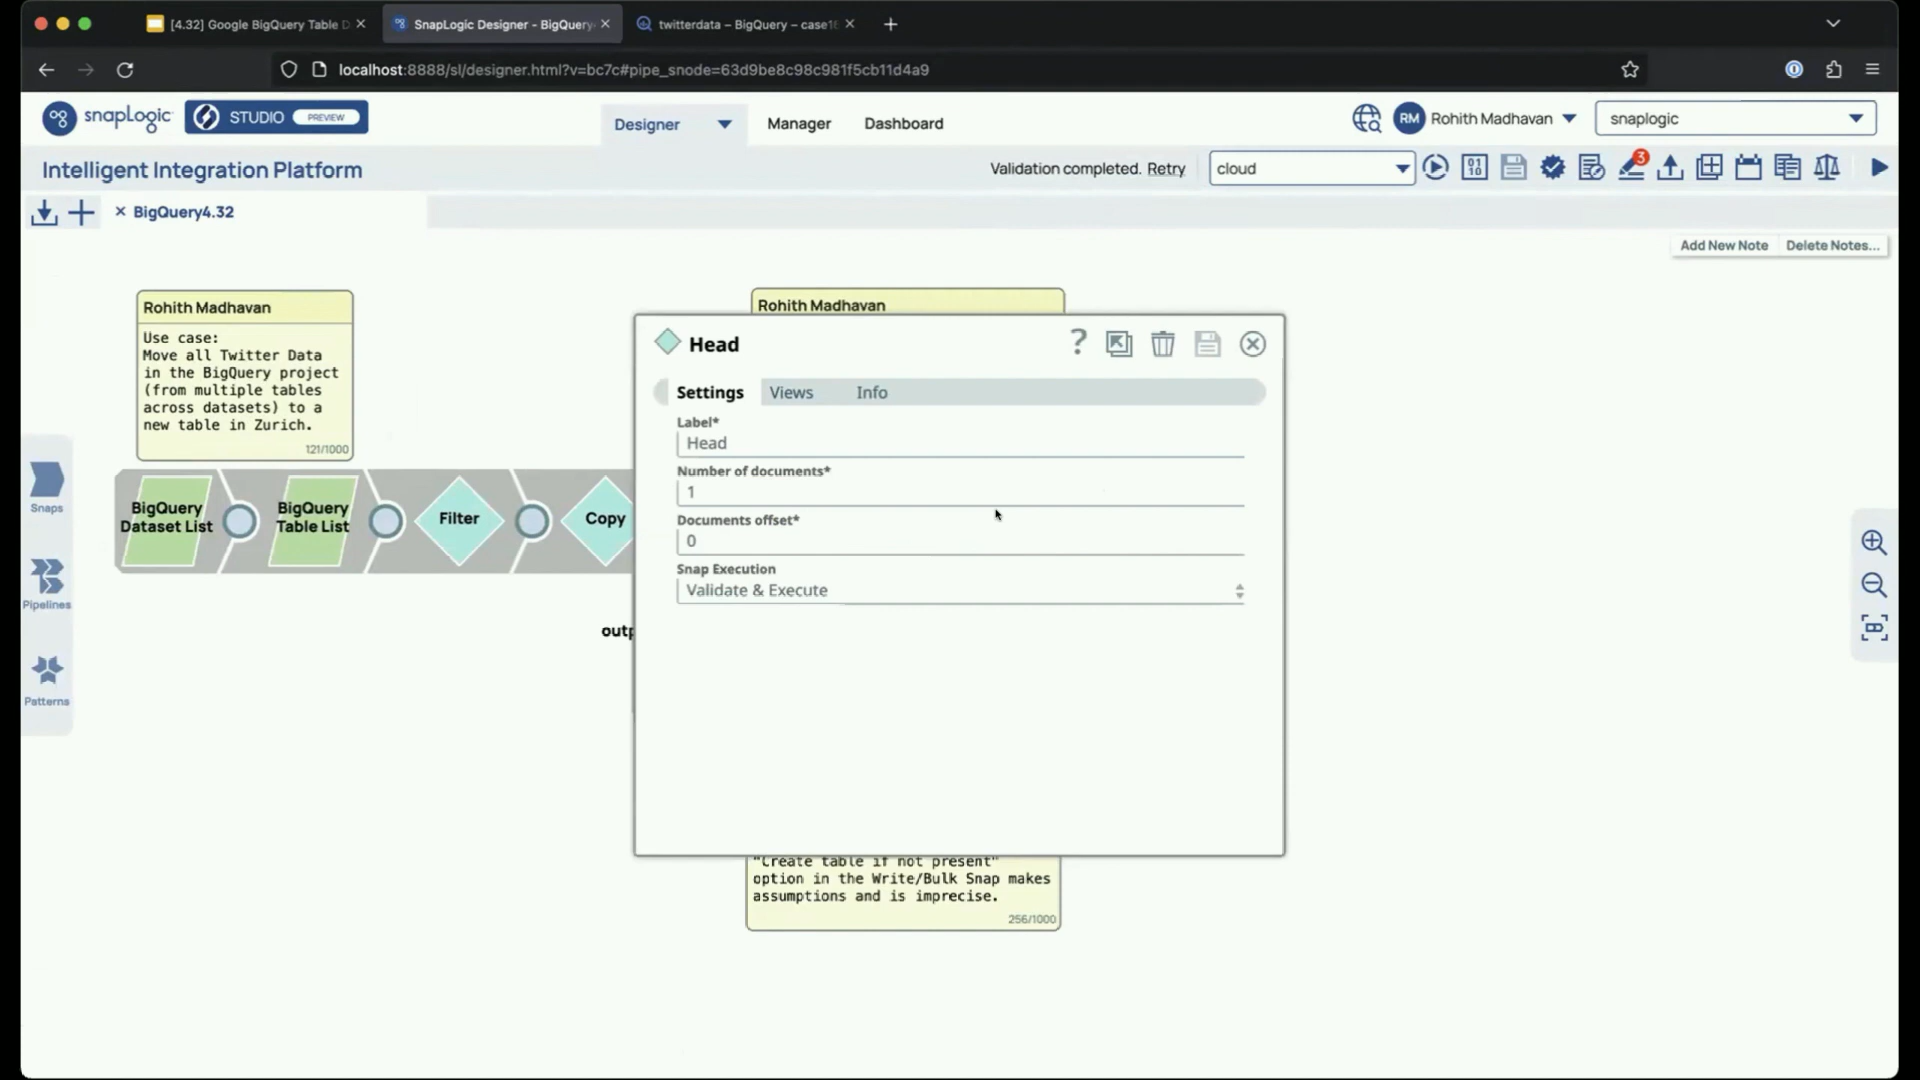 [4.32] Google BigQuery Table D
SnapLogic Designer - BigQuery
twitterdata – BigQuery – case18
localhost:8888/sl/designer.html?v=bc7c#pipe_snode=63d9be8c98c981f5cb11d4a9
snapLogic
STUDIO PREVIEW
Designer
Manager
Dashboard
RM Rohith Madhavan
snaplogic
Intelligent Integration Platform
Validation completed. Retry
cloud
3
BigQuery4.32
Add New Note
Delete Notes...
Rohith Madhavan
Use case:
Move all Twitter Data
in the BigQuery project
(from multiple tables
across datasets) to a
new table in Zurich.
121/1000
Rohith Madhavan
Head
Settings Views Info
Label*
Head
Number of documents*
1
Documents offset*
0
Snap Execution
Validate & Execute
Snaps
Pipelines
Patterns
BigQuery
Dataset List
BigQuery
Table List
Filter
Copy
outp
"Create table if not present"
option in the Write/Bulk Snap makes
assumptions and is imprecise.
256/1000